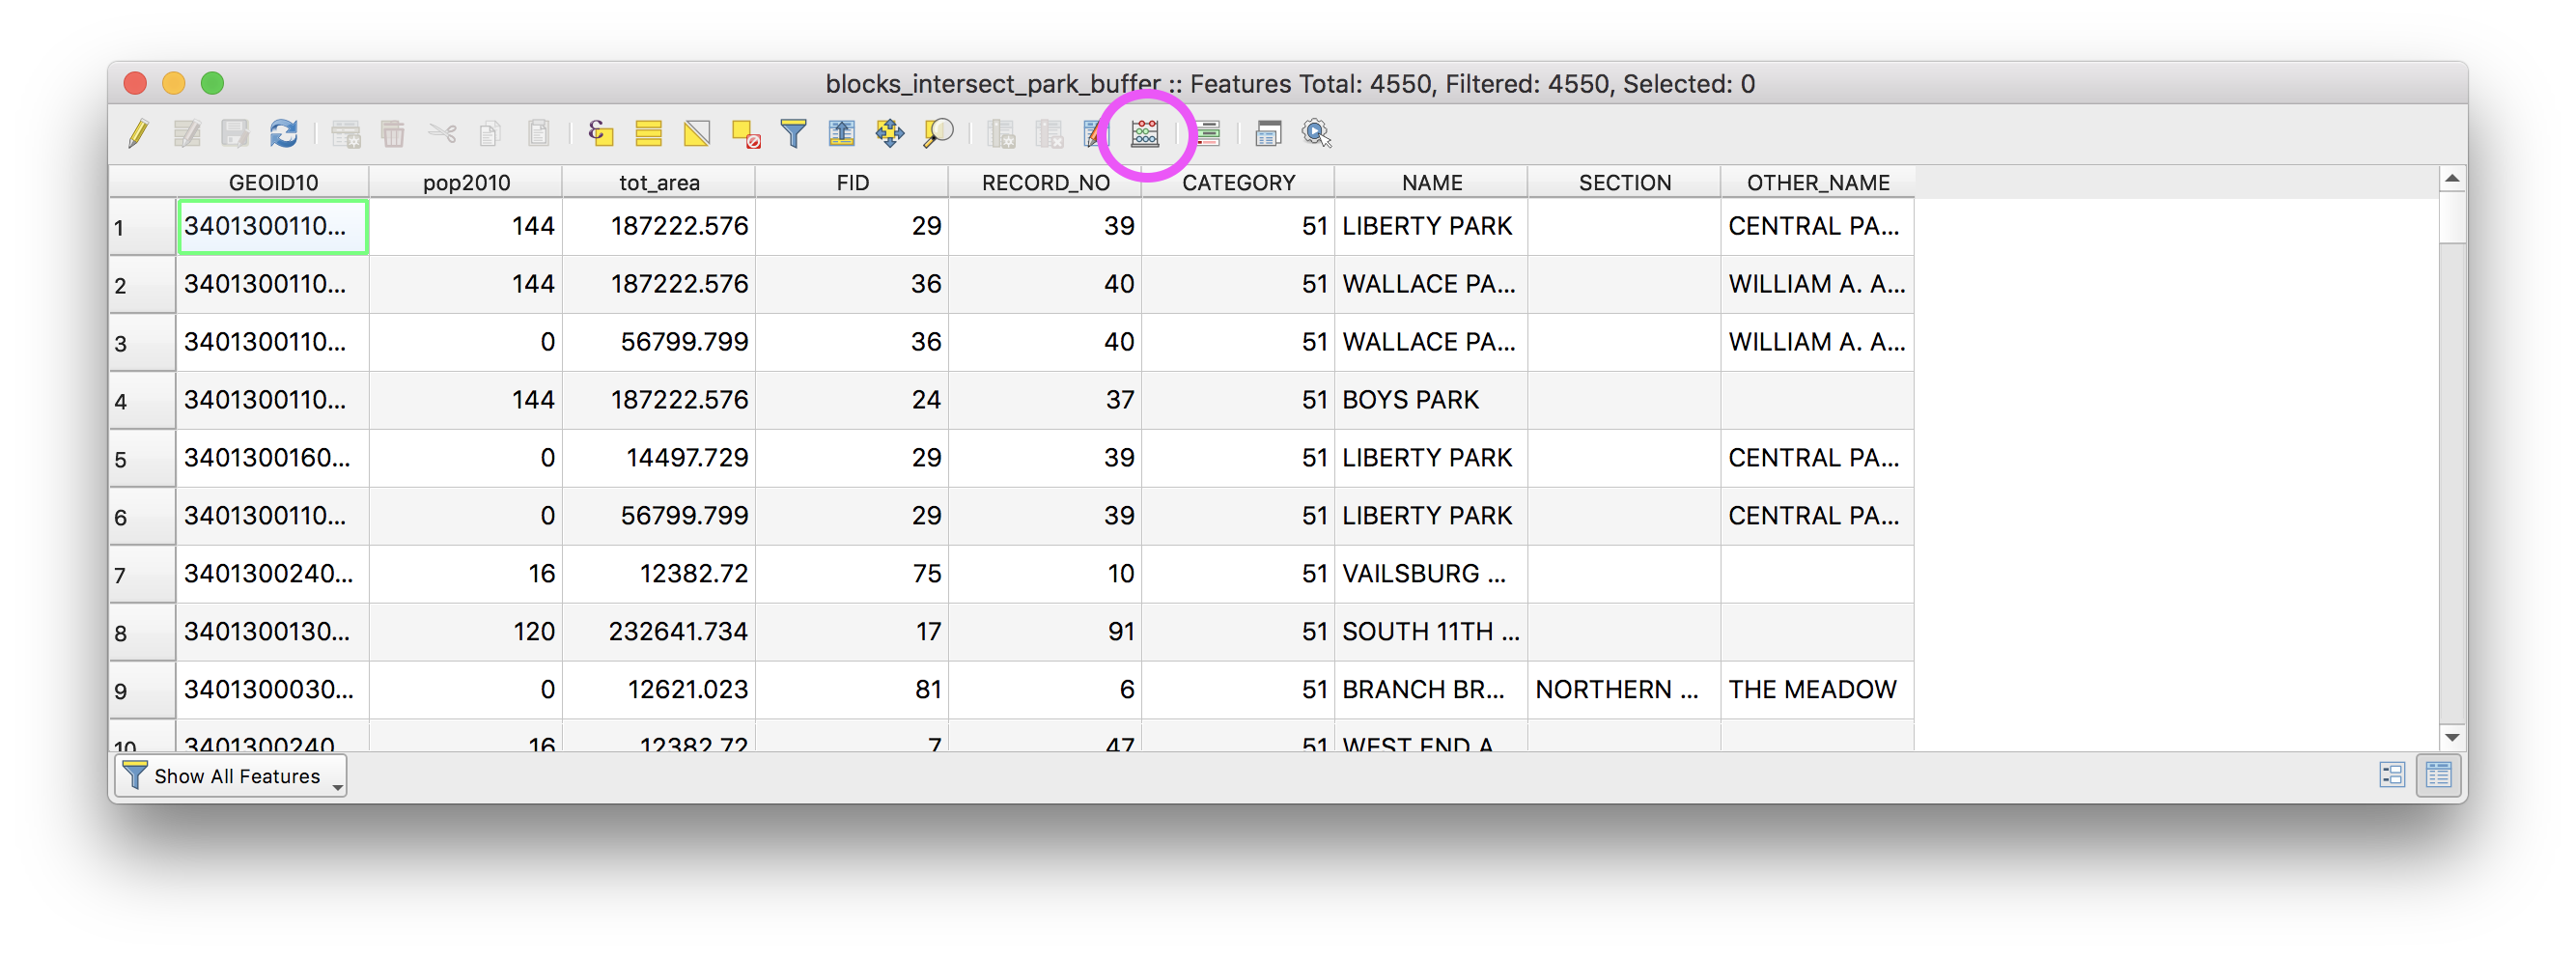 blocks_intersect_park_buffer :: Features Total: 4550, Filtered: 4550, Selected: 0
GEOID10 pop2010 tot_area FID RECORD_NO CATEGORY NAME SECTION OTHER_NAME
1 3401300110... 144 187222.576 29 39 51 LIBERTY PARK CENTRAL PA...
2 3401300110... 144 187222.576 36 40 51 WALLACE PA... WILLIAM A. A...
3 3401300110... 0 56799.799 36 40 51 WALLACE PA... WILLIAM A. A...
4 3401300110... 144 187222.576 24 37 51 BOYS PARK
5 3401300160... 0 14497.729 29 39 51 LIBERTY PARK CENTRAL PA...
6 3401300110... 0 56799.799 29 39 51 LIBERTY PARK CENTRAL PA...
7 3401300240... 16 12382.72 75 10 51 VAILSBURG ...
8 3401300130... 120 232641.734 17 91 51 SOUTH 11TH ...
9 3401300030... 0 12621.023 81 6 51 BRANCH BR... NORTHERN ... THE MEADOW
10 3401300240 16 12382.72 7 47 51 WEST END A
Show All Features